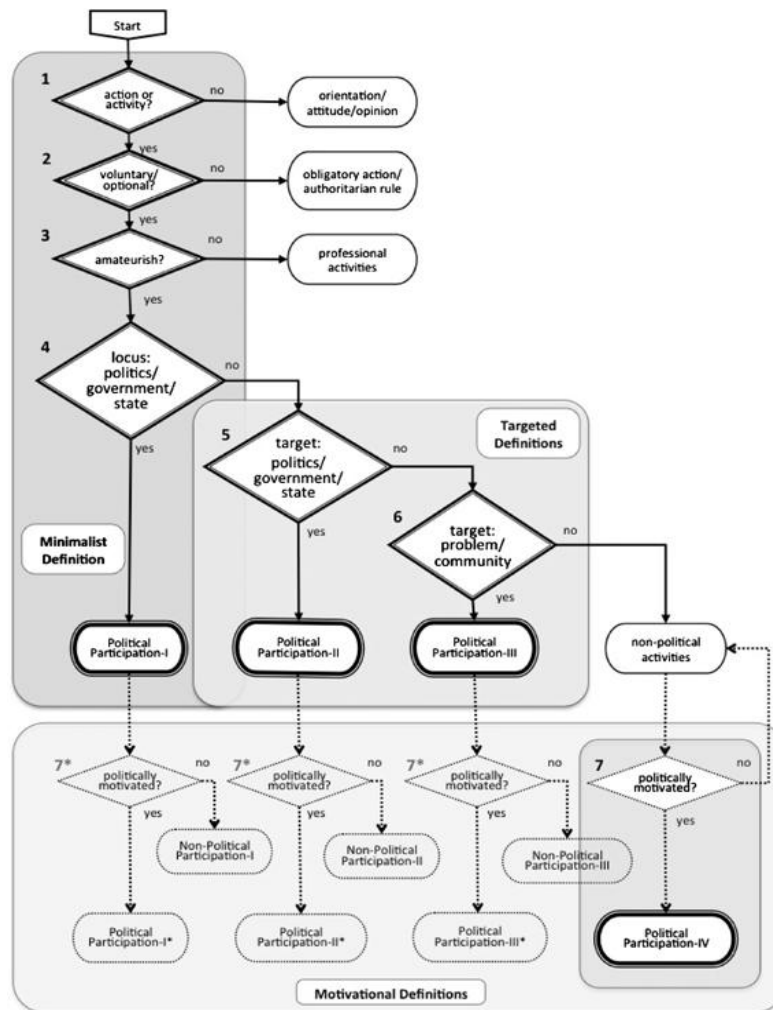 Start
1
action or
activity?
no
orientation/
attitude/opinion
yes
2
voluntary/
optional?
no
obligatory action/
authoritarian rule
yes
3
amateurish?
no
professional
activities
yes
4
locus:
politics/
government/
state
no
yes
Targeted
Definitions
5
target:
politics/
government/
state
no
yes
6
target:
problem/
community
no
yes
Minimalist
Definition
Political
Participation-I
Political
Participation-II
Political
Participation-III
non-political
activities
7*
politically
motivated?
no
yes
Non-Political
Participation-I
Political
Participation-I*
7*
politically
motivated?
no
yes
Non-Political
Participation-II
Political
Participation-II*
7*
politically
motivated?
no
yes
Non-Political
Participation-III
Political
Participation-III*
7
politically
motivated?
no
yes
Political
Participation-IV
Motivational Definitions